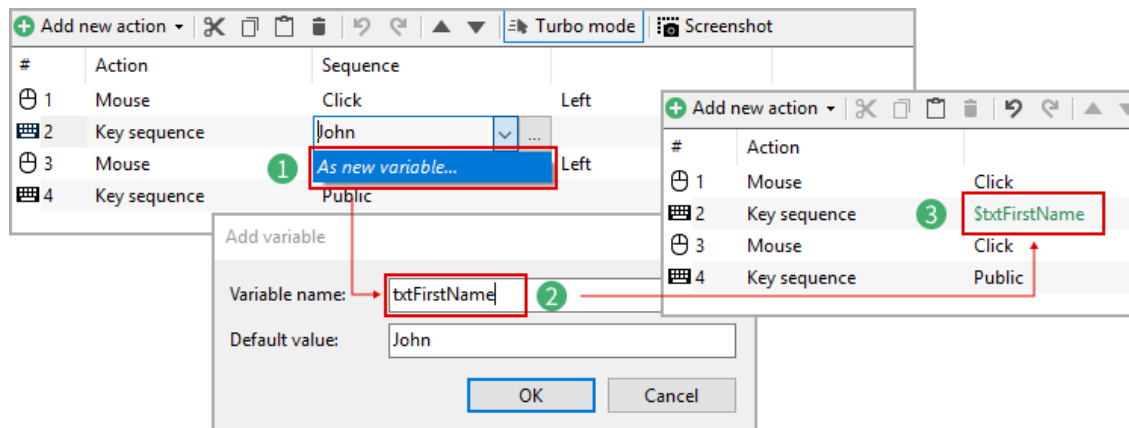 Add new action Turbo mode Screenshot
# Action Sequence
1 Mouse Click Left
2 Key sequence John ...
3 Mouse Left
1 As new variable...
4 Key sequence Public
Add variable
Variable name: txtFirstName 2
Default value: John
OK Cancel
Add new action
# Action
1 Mouse Click
2 Key sequence 3 $txtFirstName
3 Mouse Click
4 Key sequence Public